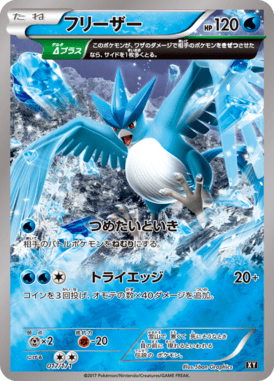 たね フリーザー HP120
Δプラス
このポケモンが、ワザのダメージで相手のポケモンをきぜつさせた
なら、サイドを1枚多くとる。
つめたいといき
相手のバトルポケモンをねむりにする。
トライエッジ 20+
コインを3回投げ、オモテの数×40ダメージを追加。
×2 -20
017/171
Illus.
XY
©2017 Pokémon/Nintendo/Creatures/GAME FREAK.